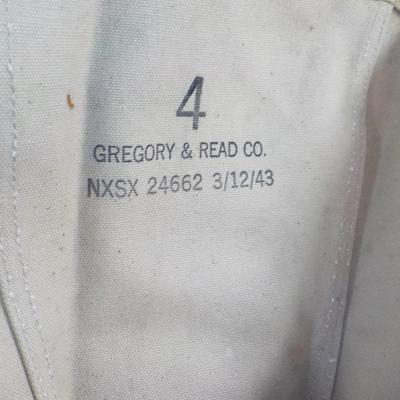 4
GREGORY & READ CO.
NXSX 24662 3/12/43